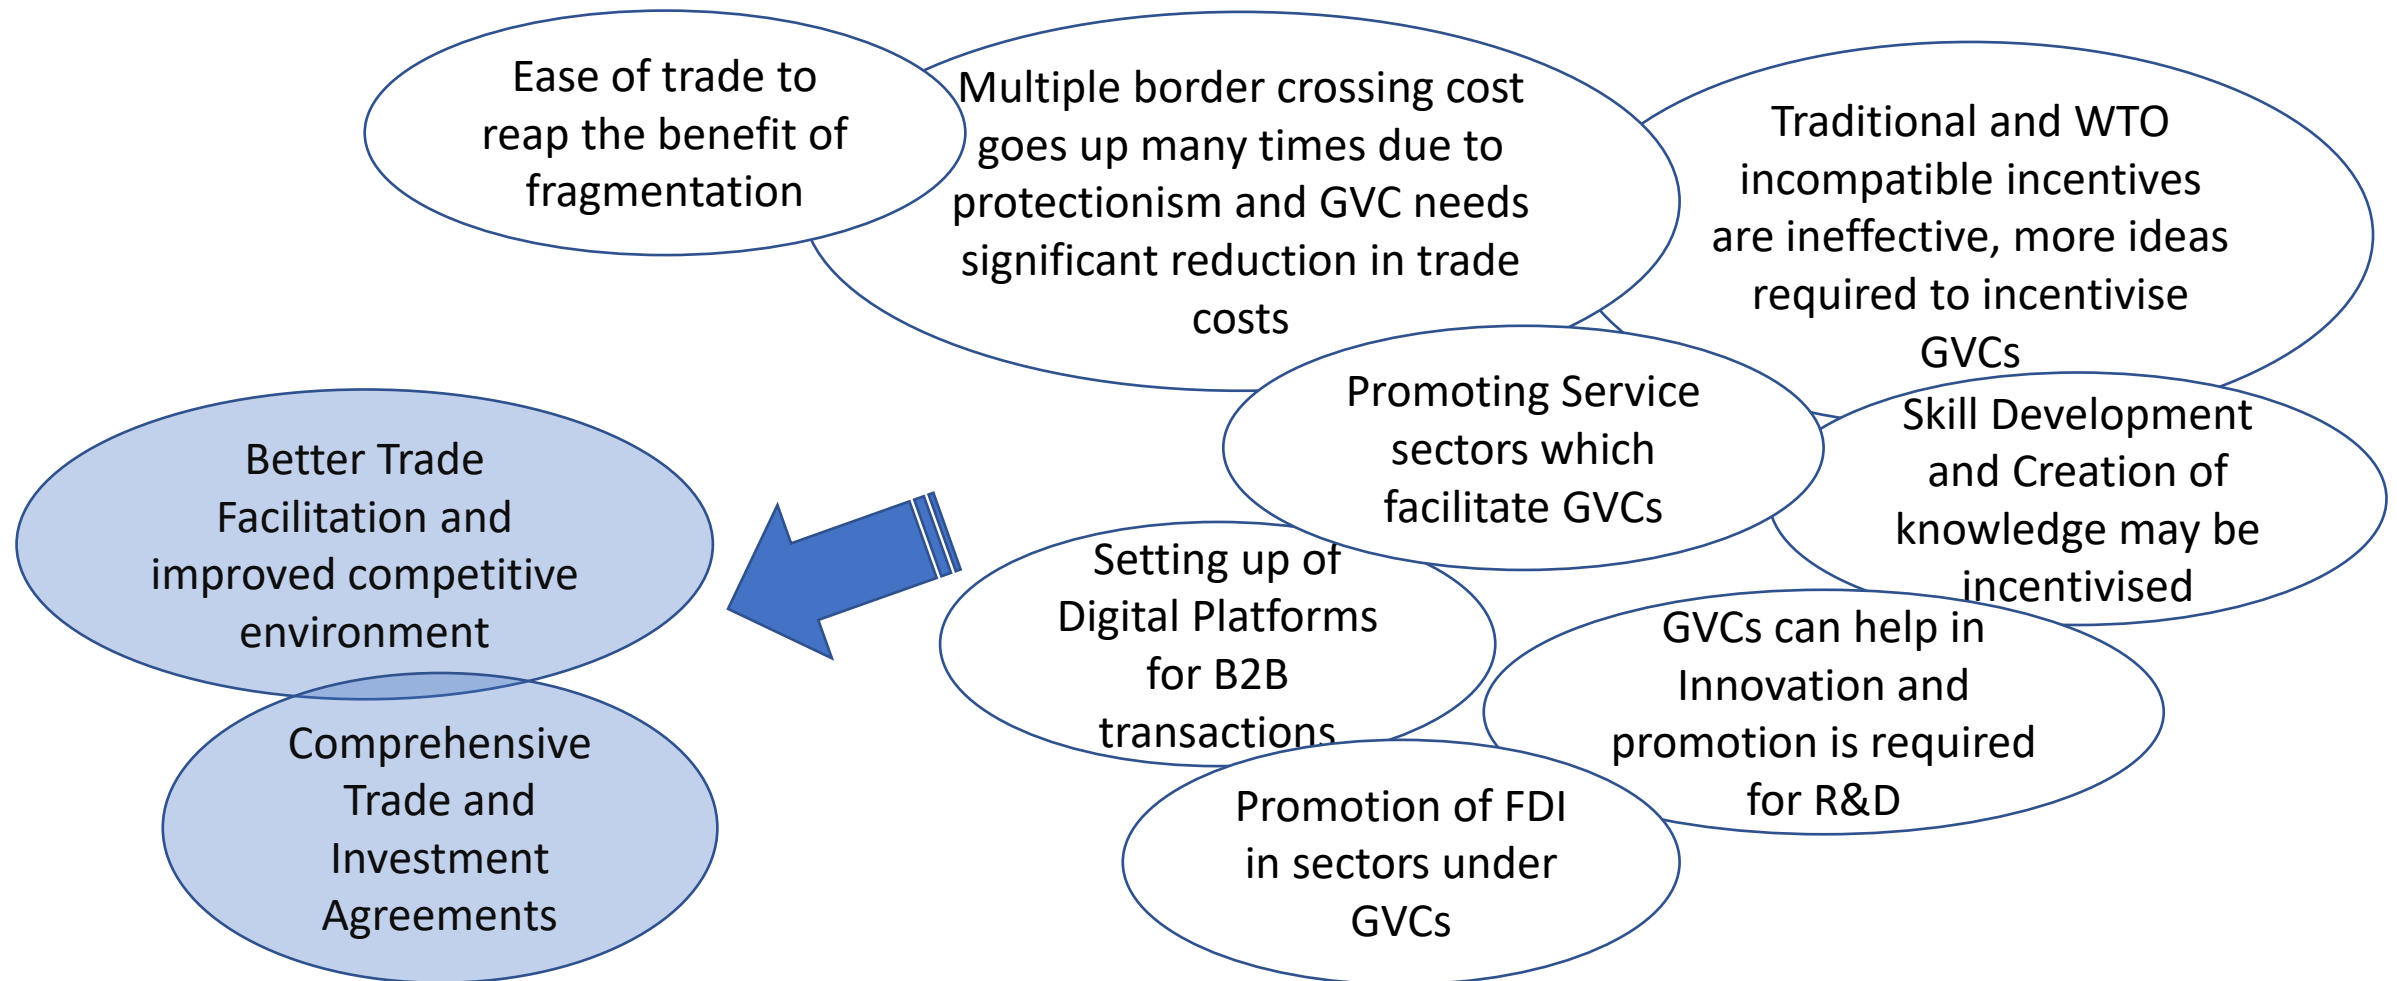 Ease of trade to
reap the benefit of
fragmentation
Multiple border crossing cost
goes up many times due to
protectionism and GVC needs
significant reduction in trade
costs
Traditional and WTO
incompatible incentives
are ineffective, more ideas
required to incentivise
GVCs
Promoting Service
sectors which
facilitate GVCs
Skill Development
and Creation of
knowledge may be
incentivised
Better Trade
Facilitation and
improved competitive
environment
Setting up of
Digital Platforms
for B2B
transactions
GVCs can help in
Innovation and
promotion is required
for R&D
Comprehensive
Trade and
Investment
Agreements
Promotion of FDI
in sectors under
GVCs